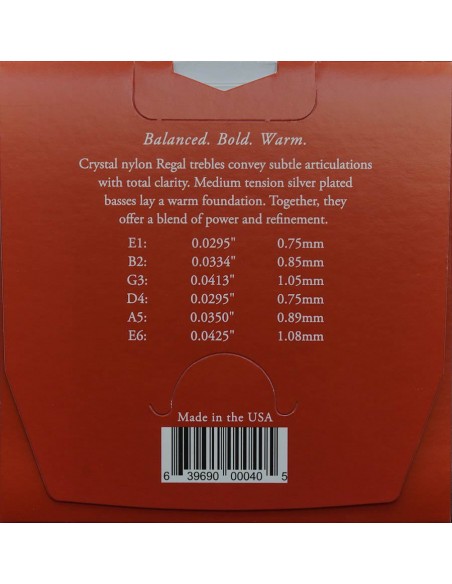 Balanced. Bold. Warm.
Crystal nylon Regal trebles convey subtle articulations
with total clarity. Medium tension silver plated
basses lay a warm foundation. Together, they
offer a blend of power and refinement.
E1: 0.0295" 0.75mm
B2: 0.0334" 0.85mm
G3: 0.0413" 1.05mm
D4: 0.0295" 0.75mm
A5: 0.0350" 0.89mm
E6: 0.0425" 1.08mm
Made in the USA
6 39690 00040 5